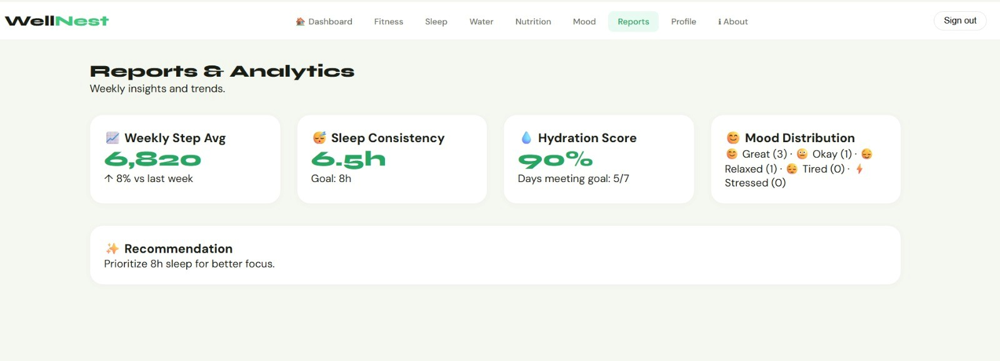 WellNest
🏠 Dashboard Fitness Sleep Water Nutrition Mood Reports Profile ℹ About Sign out
Reports & Analytics
Weekly insights and trends.
📈 Weekly Step Avg
6,820
↑ 8% vs last week
😴 Sleep Consistency
6.5h
Goal: 8h
💧 Hydration Score
90%
Days meeting goal: 5/7
😊 Mood Distribution
😊 Great (3) · 😐 Okay (1) · 😌
Relaxed (1) · 😴 Tired (0) · ⚡
Stressed (0)
✨ Recommendation
Prioritize 8h sleep for better focus.